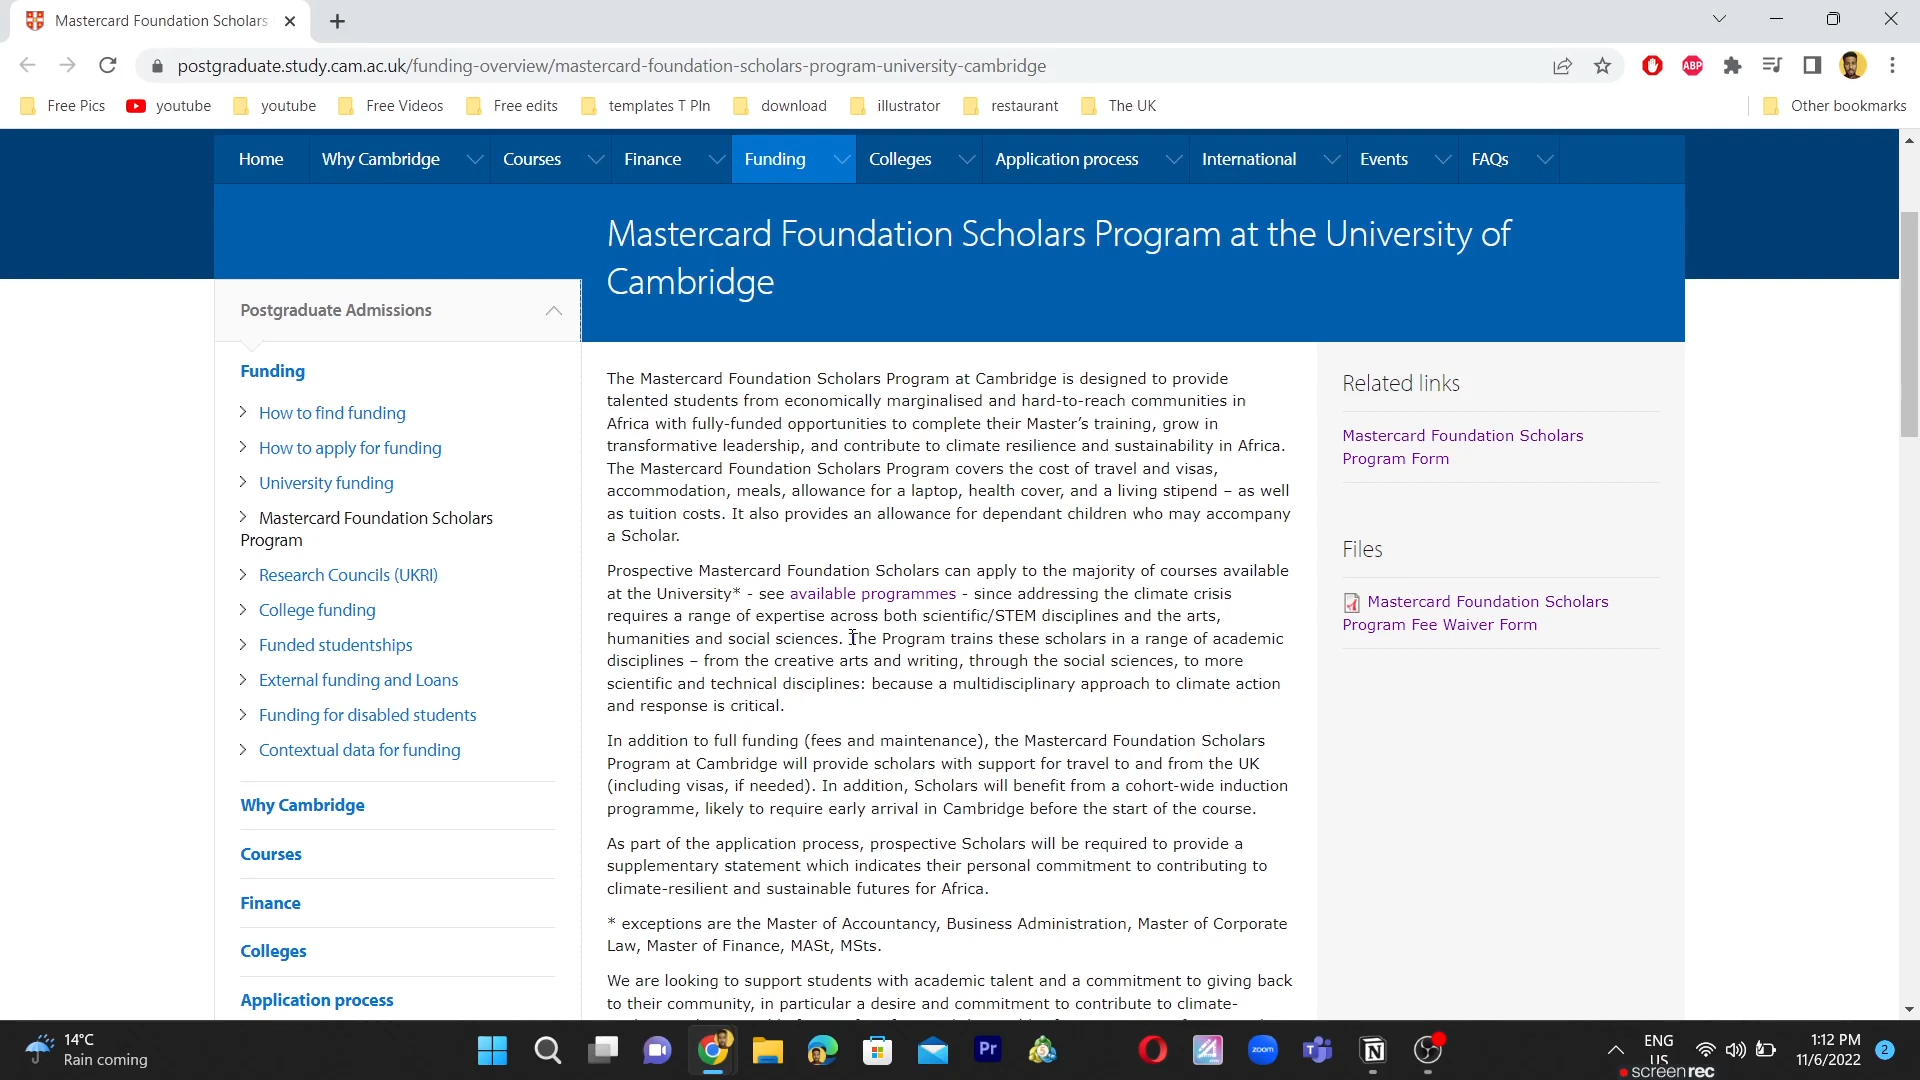 Mastercard Foundation Scholars
postgraduate.study.cam.ac.uk/funding-overview/mastercard-foundation-scholars-program-university-cambridge
ABP
Free Pics
youtube
youtube
Free Videos
Free edits
templates T Pln
download
illustrator
restaurant
The UK
Other bookmarks
Home
Why Cambridge
Courses
Finance
Funding
Colleges
Application process
International
Events
FAQs
Mastercard Foundation Scholars Program at the University of
Cambridge
Postgraduate Admissions
Funding
How to find funding
How to apply for funding
University funding
Mastercard Foundation Scholars
Program
Research Councils (UKRI)
College funding
Funded studentships
External funding and Loans
Funding for disabled students
Contextual data for funding
Why Cambridge
Courses
Finance
Colleges
Application process
The Mastercard Foundation Scholars Program at Cambridge is designed to provide
talented students from economically marginalised and hard-to-reach communities in
Africa with fully-funded opportunities to complete their Master's training, grow in
transformative leadership, and contribute to climate resilience and sustainability in Africa.
The Mastercard Foundation Scholars Program covers the cost of travel and visas,
accommodation, meals, allowance for a laptop, health cover, and a living stipend – as well
as tuition costs. It also provides an allowance for dependant children who may accompany
a Scholar.
Prospective Mastercard Foundation Scholars can apply to the majority of courses available
at the University* - see available programmes - since addressing the climate crisis
requires a range of expertise across both scientific/STEM disciplines and the arts,
humanities and social sciences. The Program trains these scholars in a range of academic
disciplines – from the creative arts and writing, through the social sciences, to more
scientific and technical disciplines: because a multidisciplinary approach to climate action
and response is critical.
In addition to full funding (fees and maintenance), the Mastercard Foundation Scholars
Program at Cambridge will provide scholars with support for travel to and from the UK
(including visas, if needed). In addition, Scholars will benefit from a cohort-wide induction
programme, likely to require early arrival in Cambridge before the start of the course.
As part of the application process, prospective Scholars will be required to provide a
supplementary statement which indicates their personal commitment to contributing to
climate-resilient and sustainable futures for Africa.
* exceptions are the Master of Accountancy, Business Administration, Master of Corporate
Law, Master of Finance, MASt, MSts.
We are looking to support students with academic talent and a commitment to giving back
to their community, in particular a desire and commitment to contribute to climate-
Related links
Mastercard Foundation Scholars
Program Form
Files
Mastercard Foundation Scholars
Program Fee Waiver Form
14°C
Rain coming
Pr
zoom
ENG
US
1:12 PM
11/6/2022
2
screenrec